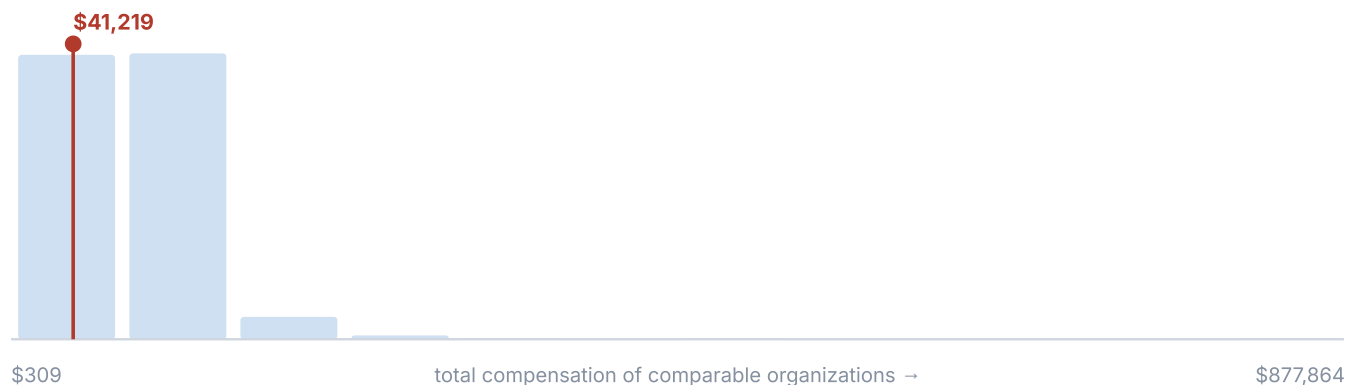 $41,219
$309 total compensation of comparable organizations → $877,864